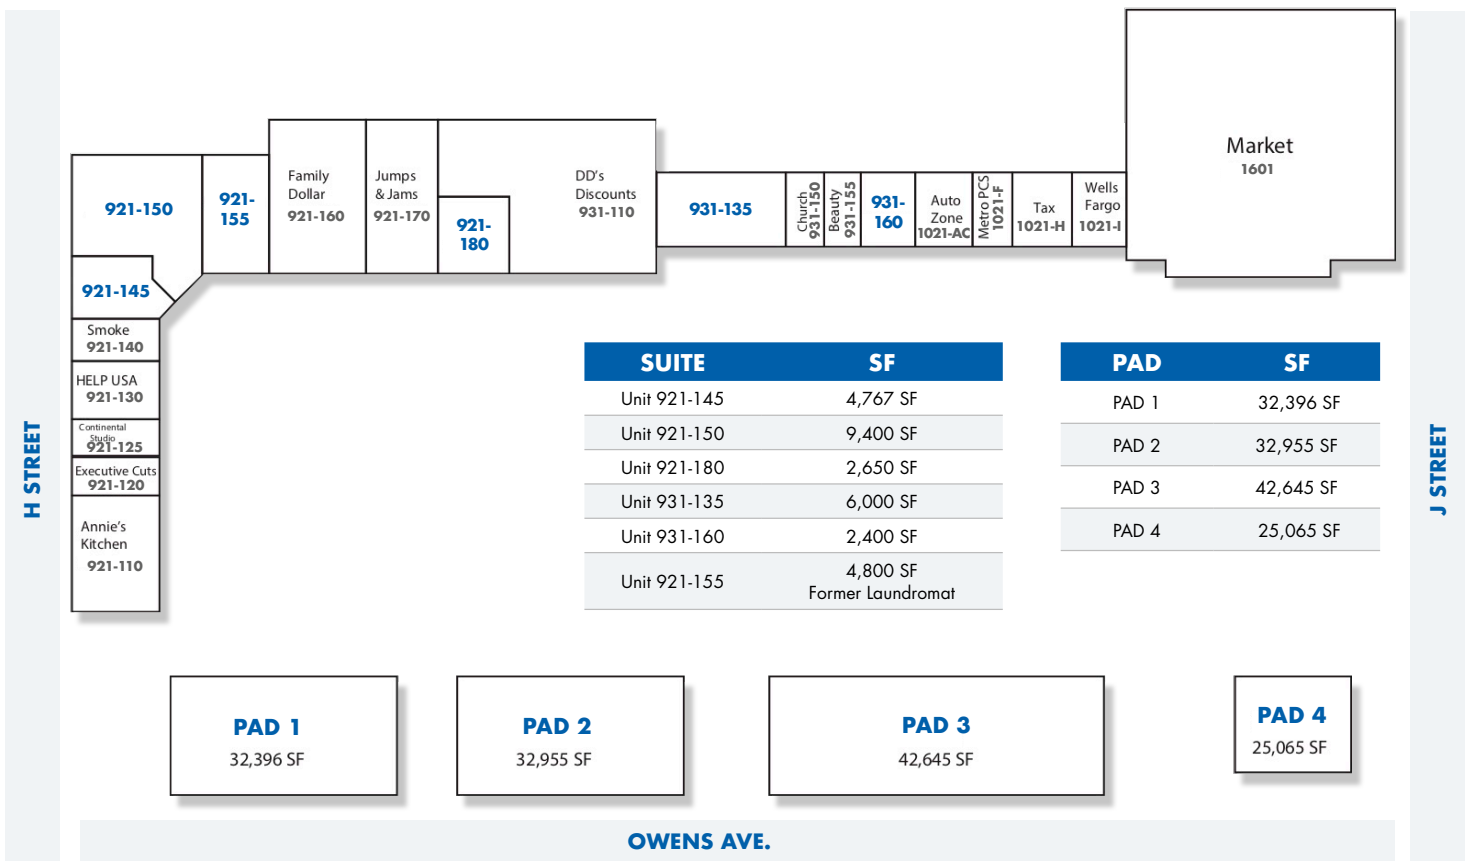 Market
1601
Family
Dollar
921-160
Jumps
& Jams
921-170
DD's
Discounts
931-110
921-150
921-
155
921-
180
931-135
Church
931-150
Beauty
931-155
931-
160
Auto
Zone
1021-AC
Metro PCS
1021-F
Tax
1021-H
Wells
Fargo
1021-I
921-145
Smoke
921-140
HELP USA
921-130
Continental
Studio
921-125
Executive Cuts
921-120
Annie's
Kitchen
921-110
H STREET
J STREET
SUITE SF
Unit 921-145 4,767 SF
Unit 921-150 9,400 SF
Unit 921-180 2,650 SF
Unit 931-135 6,000 SF
Unit 931-160 2,400 SF
Unit 921-155 4,800 SF
Former Laundromat
PAD SF
PAD 1 32,396 SF
PAD 2 32,955 SF
PAD 3 42,645 SF
PAD 4 25,065 SF
PAD 1
32,396 SF
PAD 2
32,955 SF
PAD 3
42,645 SF
PAD 4
25,065 SF
OWENS AVE.